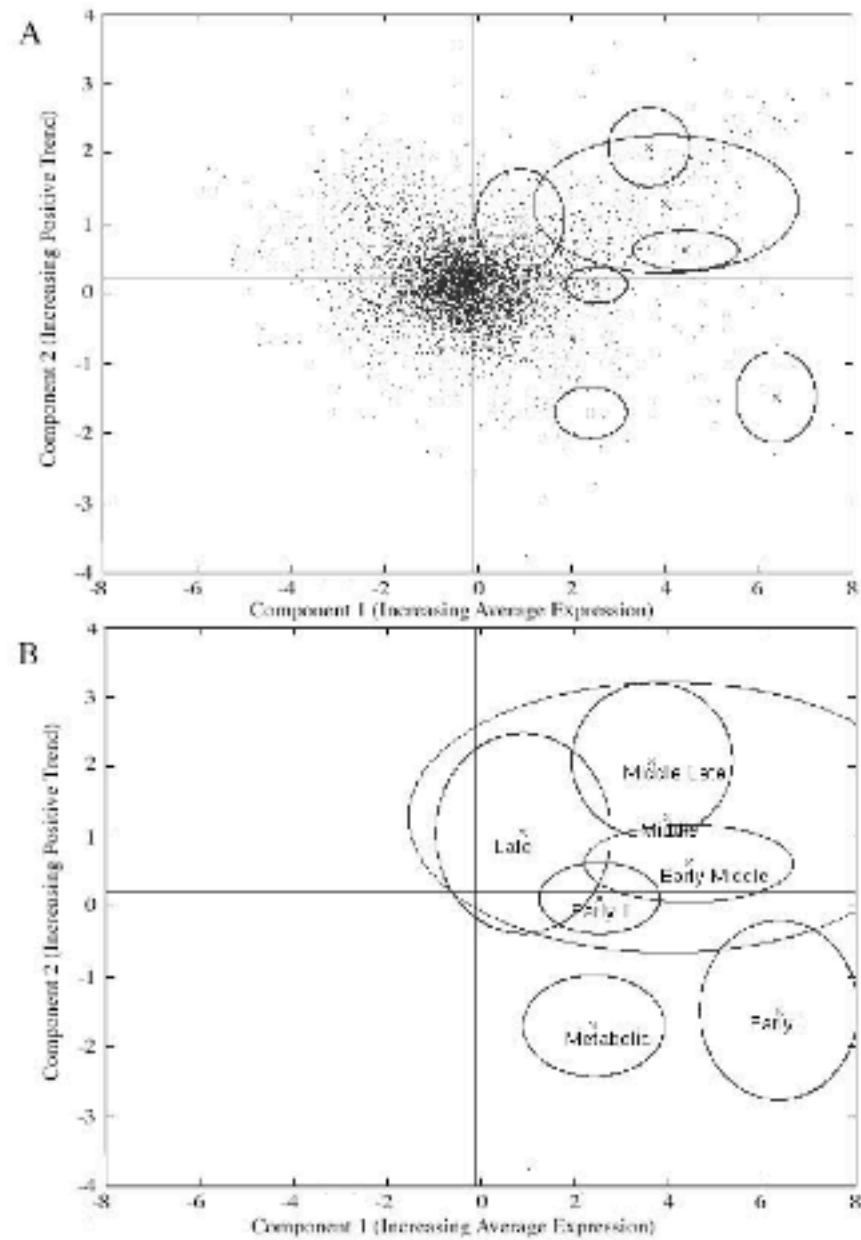 A
4
3
2
1
0
-1
-2
-3
-4
Component 2 (Increasing Positive Trend)
-8
-6
-4
-2
0
2
4
6
8
Component 1 (Increasing Average Expression)
B
4
3
2
1
0
-1
-2
-3
-4
Component 2 (Increasing Positive Trend)
Middle Late
Middle
Late
Early Middle
Early I
Early
Metabolic
-8
-6
-4
-2
0
2
4
6
8
Component 1 (Increasing Average Expression)